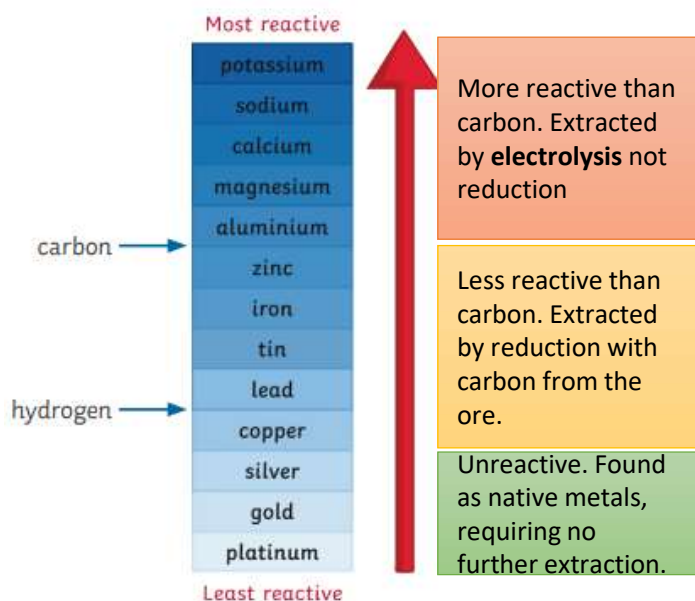 Most reactive
potassium
sodium
calcium
magnesium
aluminium
carbon
zinc
iron
tin
lead
hydrogen
copper
silver
gold
platinum
Least reactive
More reactive than
carbon. Extracted
by electrolysis not
reduction
Less reactive than
carbon. Extracted
by reduction with
carbon from the
ore.
Unreactive. Found
as native metals,
requiring no
further extraction.